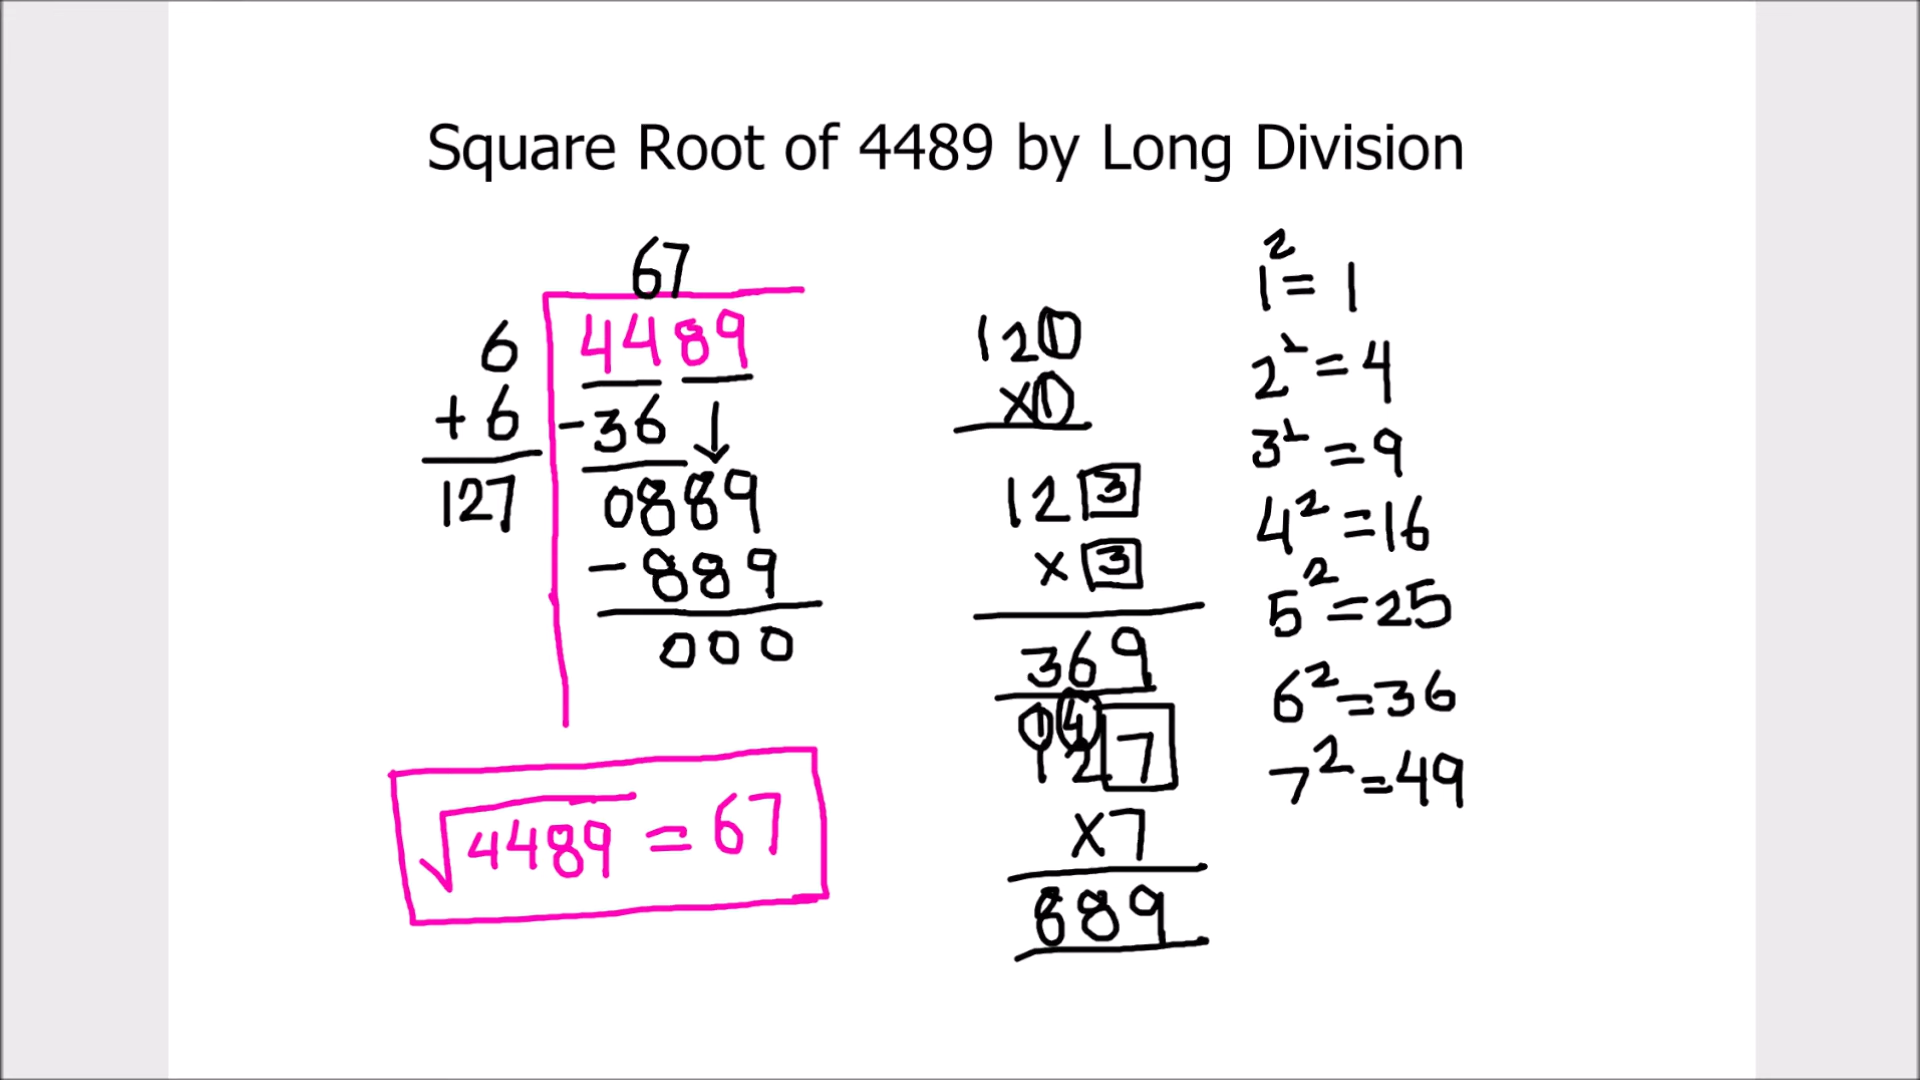 Square Root of 4489 by Long Division
67
6
4489
+ 6
-36
↓
127
0889
-889
000
√4489 = 67
120
x0
123
x3
369
14
127
x7
889
1² = 1
2² = 4
3² = 9
4² = 16
5² = 25
6² = 36
7² = 49